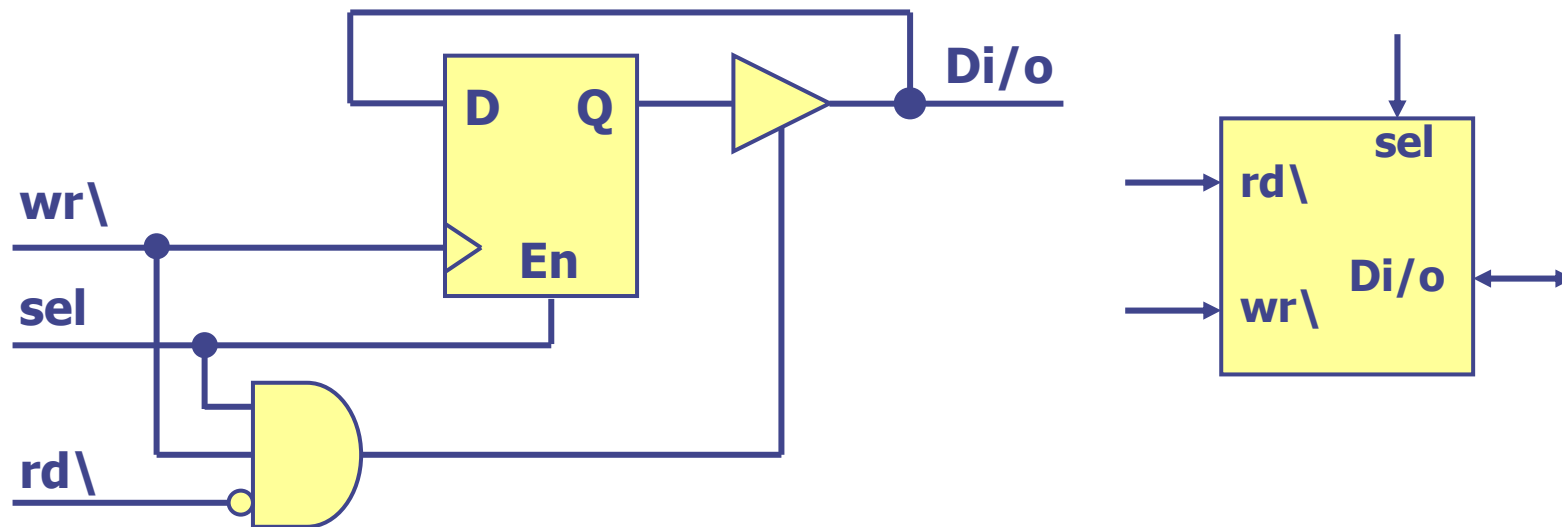 Di/o
D Q
wr\
En
sel
rd\
sel
rd\
Di/o
wr\